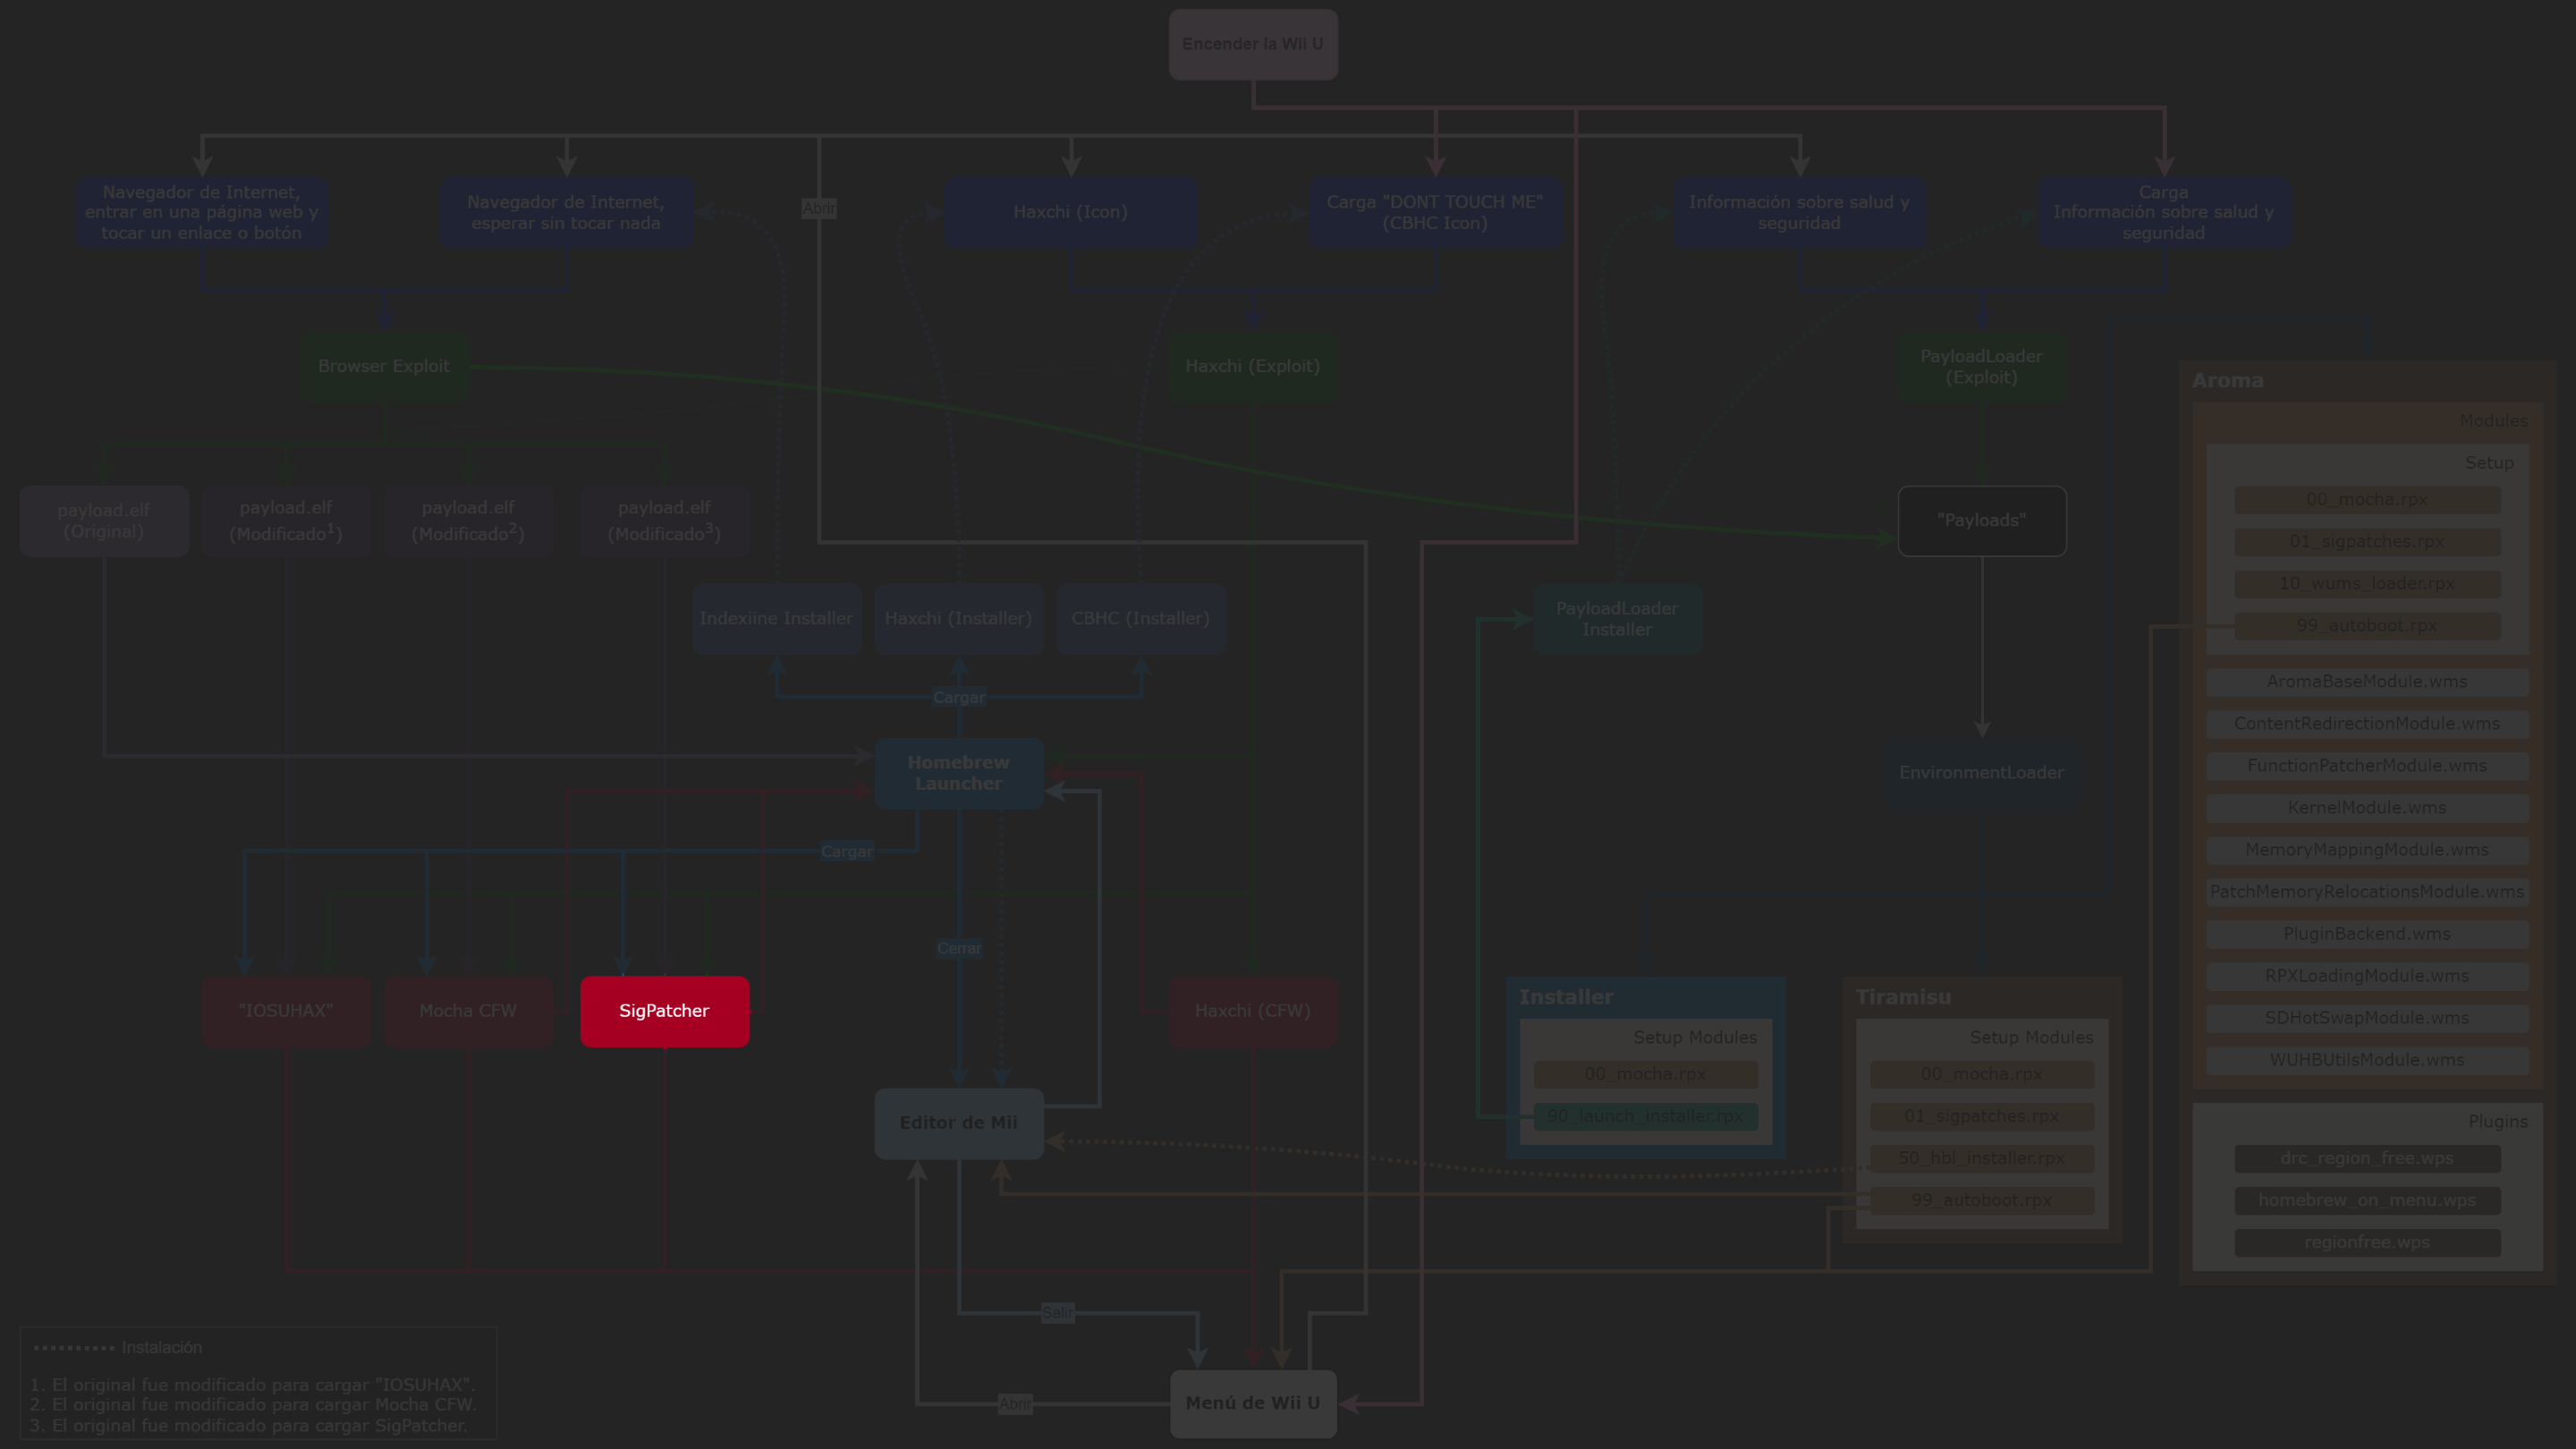 Encender la Wii U
Navegador de Internet,
entrar en una página web y
tocar un enlace o botón
Navegador de Internet,
esperar sin tocar nada
Abrir
Haxchi (Icon)
Carga "DONT TOUCH ME"
(CBHC Icon)
Información sobre salud y
seguridad
Carga
Información sobre salud y
seguridad
Browser Exploit
Haxchi (Exploit)
PayloadLoader
(Exploit)
payload.elf
(Original)
payload.elf
(Modificado1)
payload.elf
(Modificado2)
payload.elf
(Modificado3)
"Payloads"
Indexiine Installer
Haxchi (Installer)
CBHC (Installer)
PayloadLoader
Installer
Cargar
Homebrew
Launcher
EnvironmentLoader
Cargar
Cerrar
"IOSUHAX"
Mocha CFW
SigPatcher
Haxchi (CFW)
Editor de Mii
Installer
Setup Modules
00_mocha.rpx
90_launch_installer.rpx
Tiramisu
Setup Modules
00_mocha.rpx
01_sigpatches.rpx
50_hbl_installer.rpx
99_autoboot.rpx
Aroma
Modules
Setup
00_mocha.rpx
01_sigpatches.rpx
10_wums_loader.rpx
99_autoboot.rpx
AromaBaseModule.wms
ContentRedirectionModule.wms
FunctionPatcherModule.wms
KernelModule.wms
MemoryMappingModule.wms
PatchMemoryRelocationsModule.wms
PluginBackend.wms
RPXLoadingModule.wms
SDHotSwapModule.wms
WUHBUtilsModule.wms
Plugins
drc_region_free.wps
homebrew_on_menu.wps
regionfree.wps
Salir
Abrir
Menú de Wii U
Instalación
1. El original fue modificado para cargar "IOSUHAX".
2. El original fue modificado para cargar Mocha CFW.
3. El original fue modificado para cargar SigPatcher.